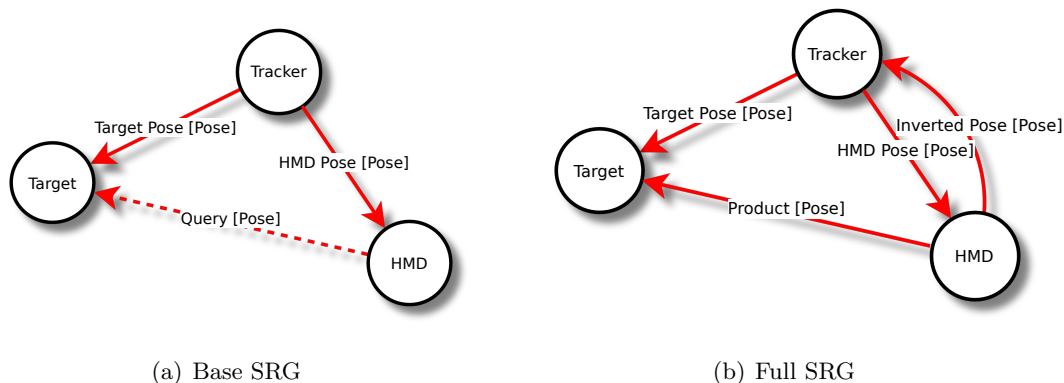 Tracker
Target Pose [Pose]
HMD Pose [Pose]
Target
Query [Pose]
HMD
(a) Base SRG
Tracker
Target Pose [Pose]
Inverted Pose [Pose]
HMD Pose [Pose]
Target
Product [Pose]
HMD
(b) Full SRG